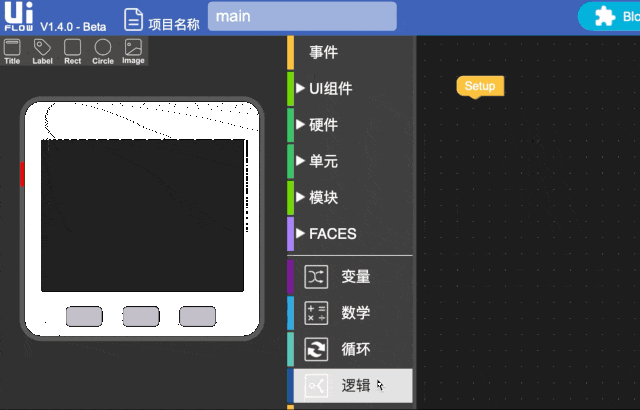 Ui
FLOW
V1.4.0 - Beta
项目名称
main
Blo
Title
Label
Rect
Circle
Image
事件
UI组件
硬件
单元
模块
FACES
变量
数学
循环
逻辑
Setup